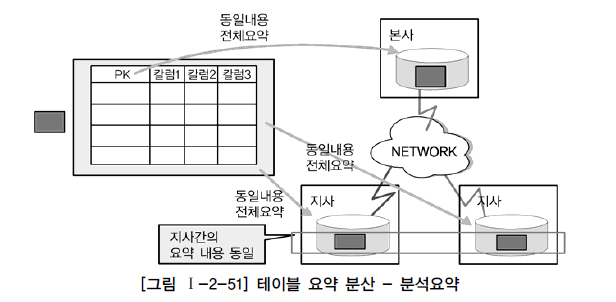 동일내용
전체요약
본사
PK 칼럼1 칼럼2 칼럼3
NETWORK
동일내용
전체요약
동일내용
전체요약
지사
지사
지사간의
요약 내용 동일
[그림 Ⅰ-2-51] 테이블 요약 분산 - 분석요약